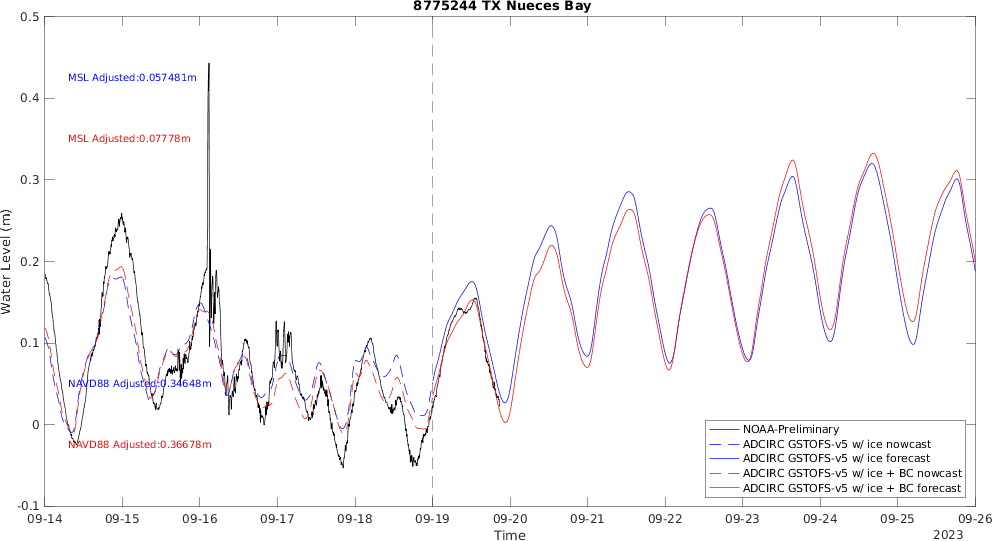 8775244 TX Nueces Bay
0.5
0.4
0.3
0.2
0.1
0
-0.1
Water Level (m)
MSL Adjusted:0.057481m
MSL Adjusted:0.07778m
NAVD88 Adjusted:0.34648m
NAVD88 Adjusted:0.36678m
NOAA-Preliminary
ADCIRC GSTOFS-v5 w/ ice nowcast
ADCIRC GSTOFS-v5 w/ ice forecast
ADCIRC GSTOFS-v5 w/ ice + BC nowcast
ADCIRC GSTOFS-v5 w/ ice + BC forecast
09-14 09-15 09-16 09-17 09-18 09-19 09-20 09-21 09-22 09-23 09-24 09-25 09-26
Time
2023